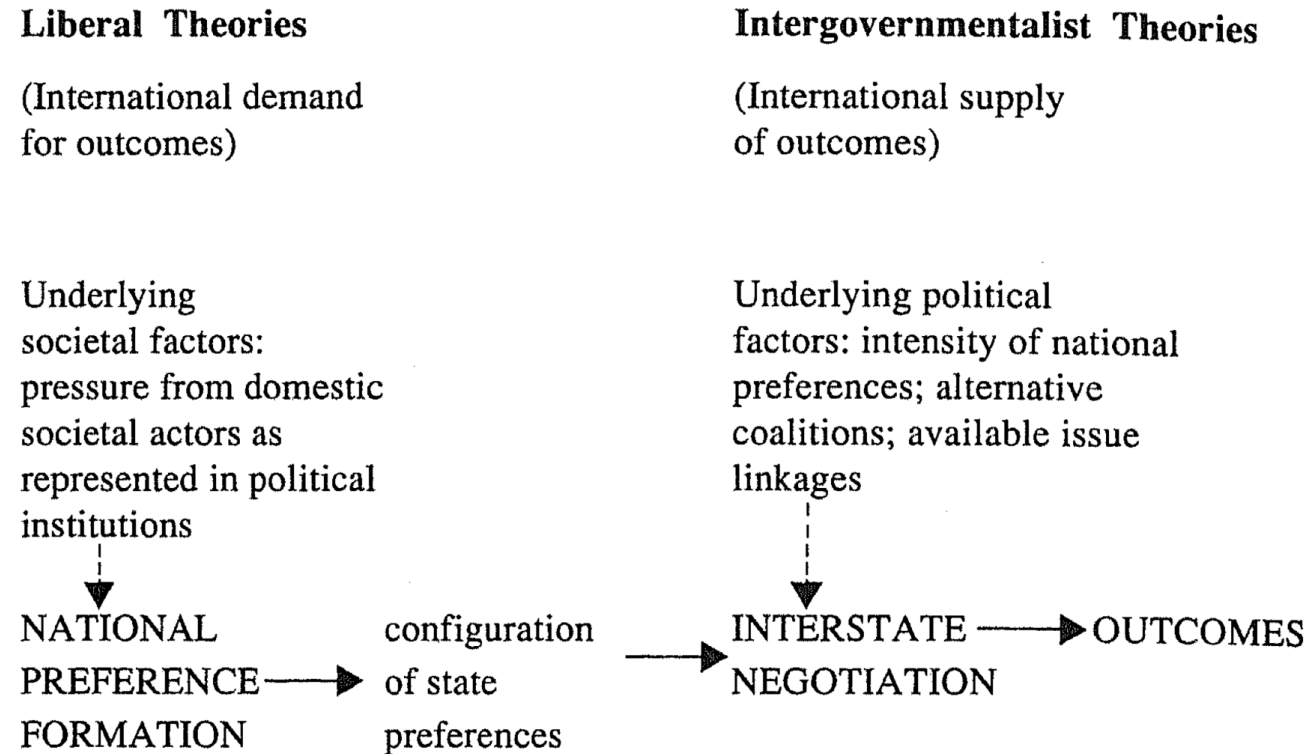 Liberal Theories
(International demand
for outcomes)
Underlying
societal factors:
pressure from domestic
societal actors as
represented in political
institutions
NATIONAL
PREFERENCE
FORMATION
configuration
of state
preferences
Intergovernmentalist Theories
(International supply
of outcomes)
Underlying political
factors: intensity of national
preferences; alternative
coalitions; available issue
linkages
INTERSTATE
NEGOTIATION
OUTCOMES